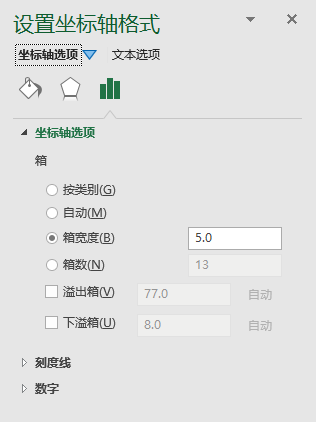 设置坐标轴格式
坐标轴选项 文本选项
坐标轴选项
箱
按类别(G)
自动(M)
箱宽度(B) 5.0
箱数(N) 13
溢出箱(V) 77.0 自动
下溢箱(U) 8.0 自动
刻度线
数字